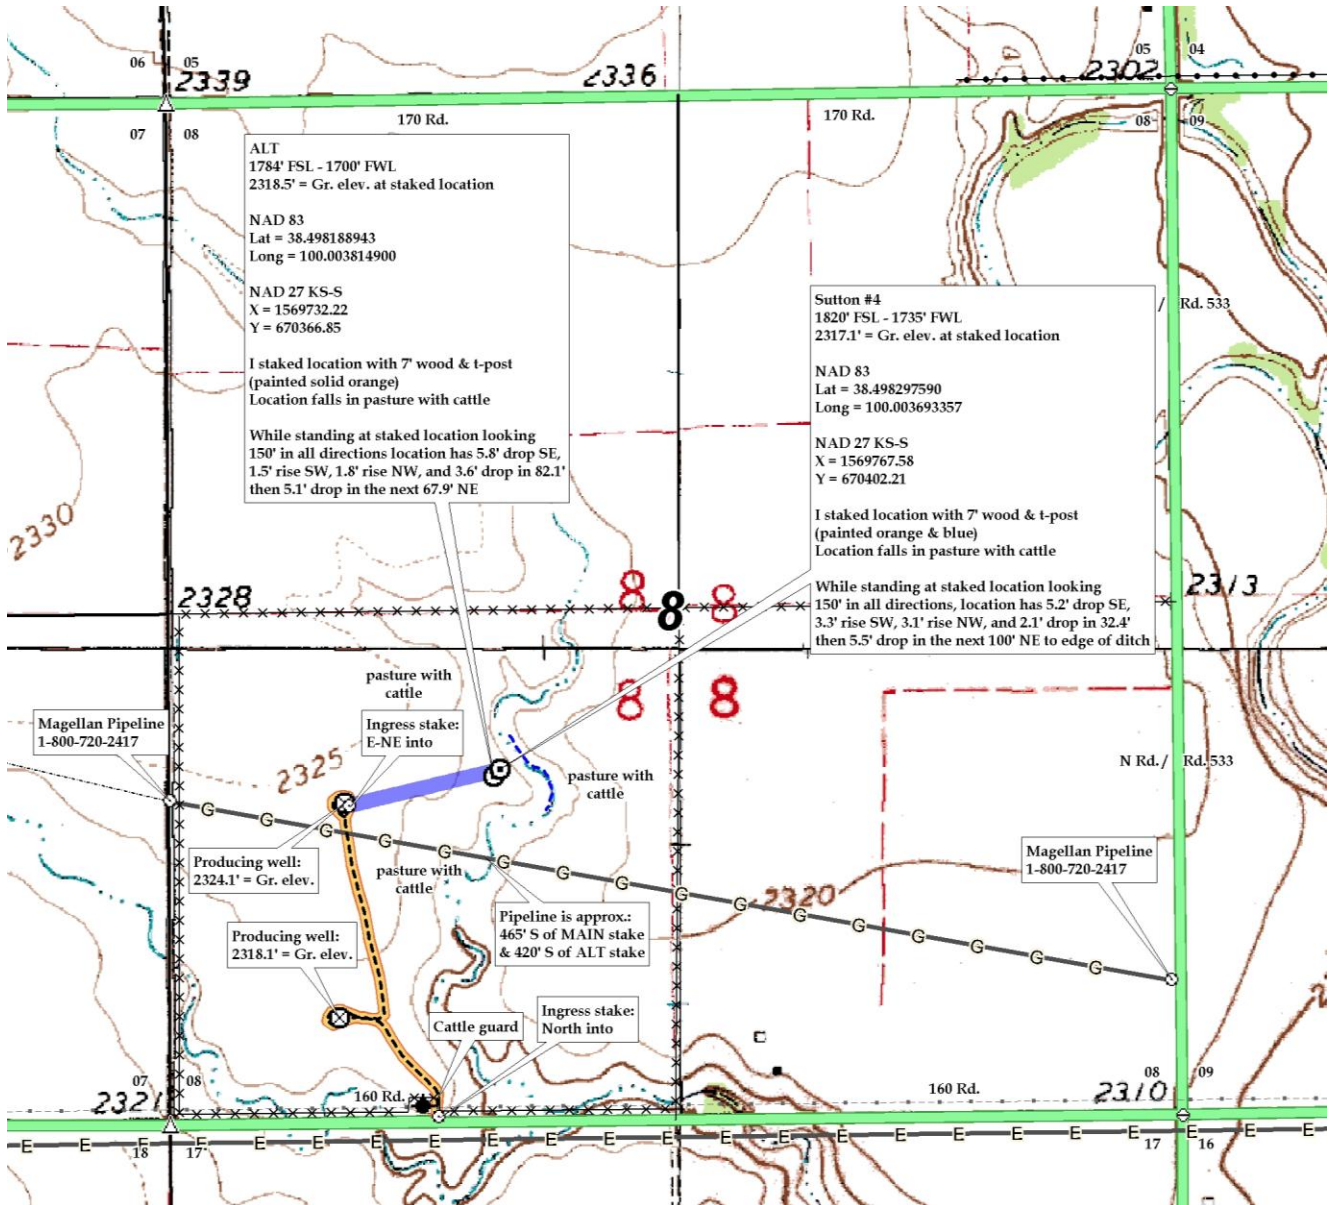 06 05
05 04
2339
2336
2302
170 Rd.
170 Rd.
07 08
08 09
ALT
1784' FSL - 1700' FWL
2318.5' = Gr. elev. at staked location
NAD 83
Lat = 38.498188943
Long = 100.003814900
NAD 27 KS-S
X = 1569732.22
Y = 670366.85
I staked location with 7' wood & t-post
(painted solid orange)
Location falls in pasture with cattle
While standing at staked location looking
150' in all directions location has 5.8' drop SE,
1.5' rise SW, 1.8' rise NW, and 3.6' drop in 82.1'
then 5.1' drop in the next 67.9' NE
Sutton #4
1820' FSL - 1735' FWL
2317.1' = Gr. elev. at staked location
NAD 83
Lat = 38.498297590
Long = 100.003693357
NAD 27 KS-S
X = 1569767.58
Y = 670402.21
I staked location with 7' wood & t-post
(painted orange & blue)
Location falls in pasture with cattle
While standing at staked location looking
150' in all directions, location has 5.2' drop SE,
3.3' rise SW, 3.1' rise NW, and 2.1' drop in 32.4'
then 5.5' drop in the next 100' NE to edge of ditch
/ Rd. 533
2330
2328
8 8
8
2313
8 8
pasture with
cattle
Magellan Pipeline
1-800-720-2417
Ingress stake:
E-NE into
2325
pasture with
cattle
N Rd./ Rd. 533
G G G G G G G G G G G G G G G G
Producing well:
2324.1' = Gr. elev.
pasture with
cattle
Magellan Pipeline
1-800-720-2417
2320
Pipeline is approx.:
465' S of MAIN stake
& 420' S of ALT stake
Producing well:
2318.1' = Gr. elev.
Cattle guard
Ingress stake:
North into
07 08
08 09
2321
160 Rd.
160 Rd.
2310
E E E E E E E E E E E E E E E E E E E E E E E
18 17
17 16